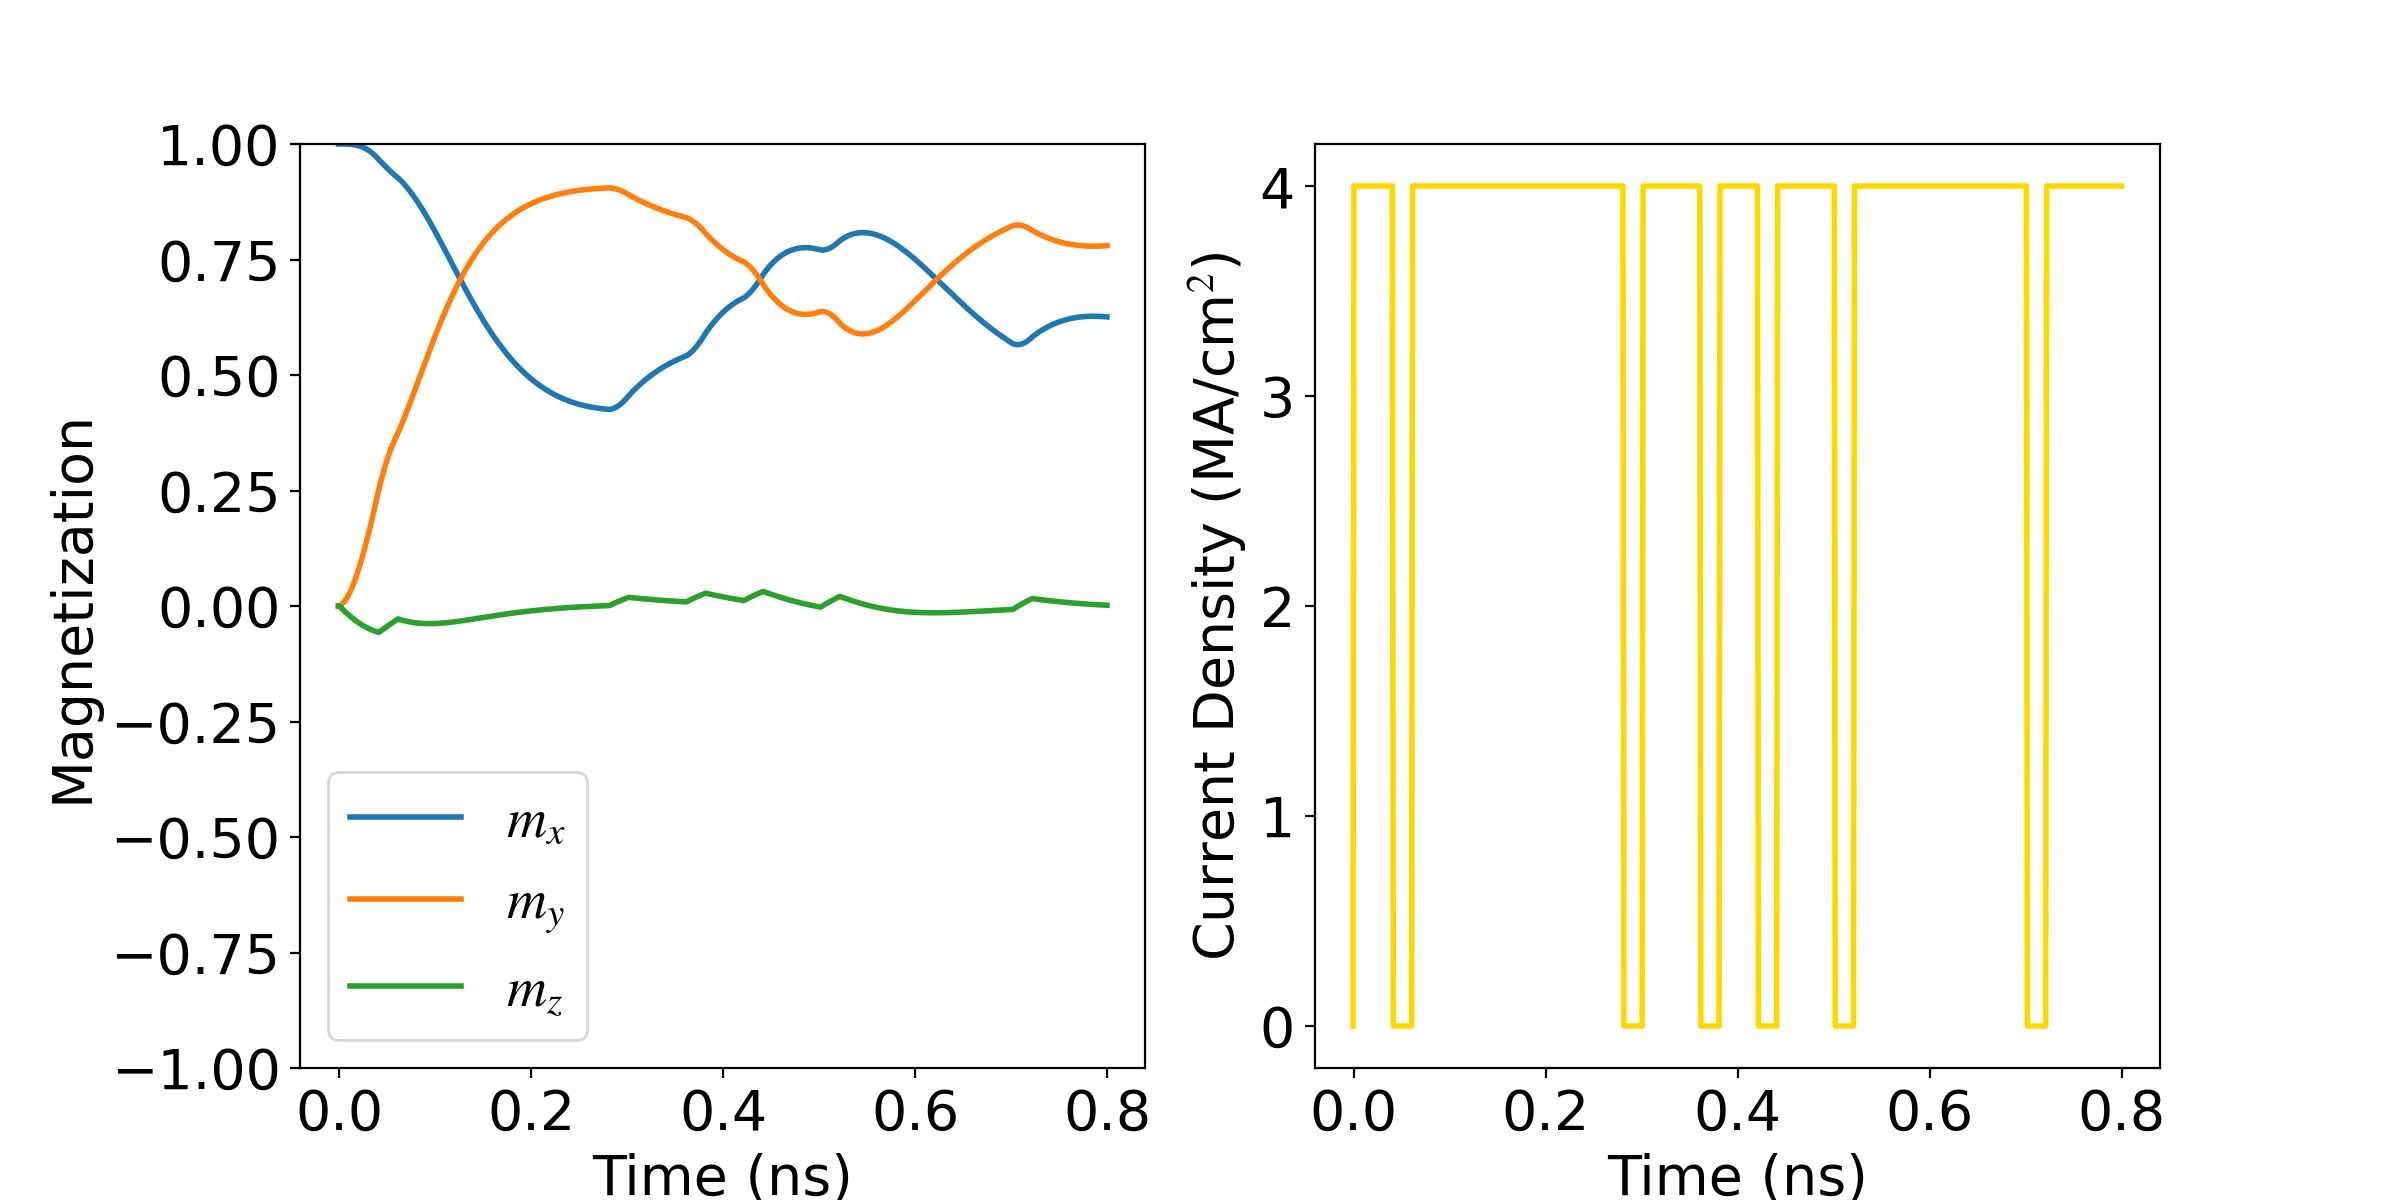 Magnetization
1.00
0.75
0.50
0.25
0.00
−0.25
−0.50
−0.75
−1.00
m_x
m_y
m_z
0.0 0.2 0.4 0.6 0.8
Time (ns)
Current Density (MA/cm²)
4
3
2
1
0
0.0 0.2 0.4 0.6 0.8
Time (ns)